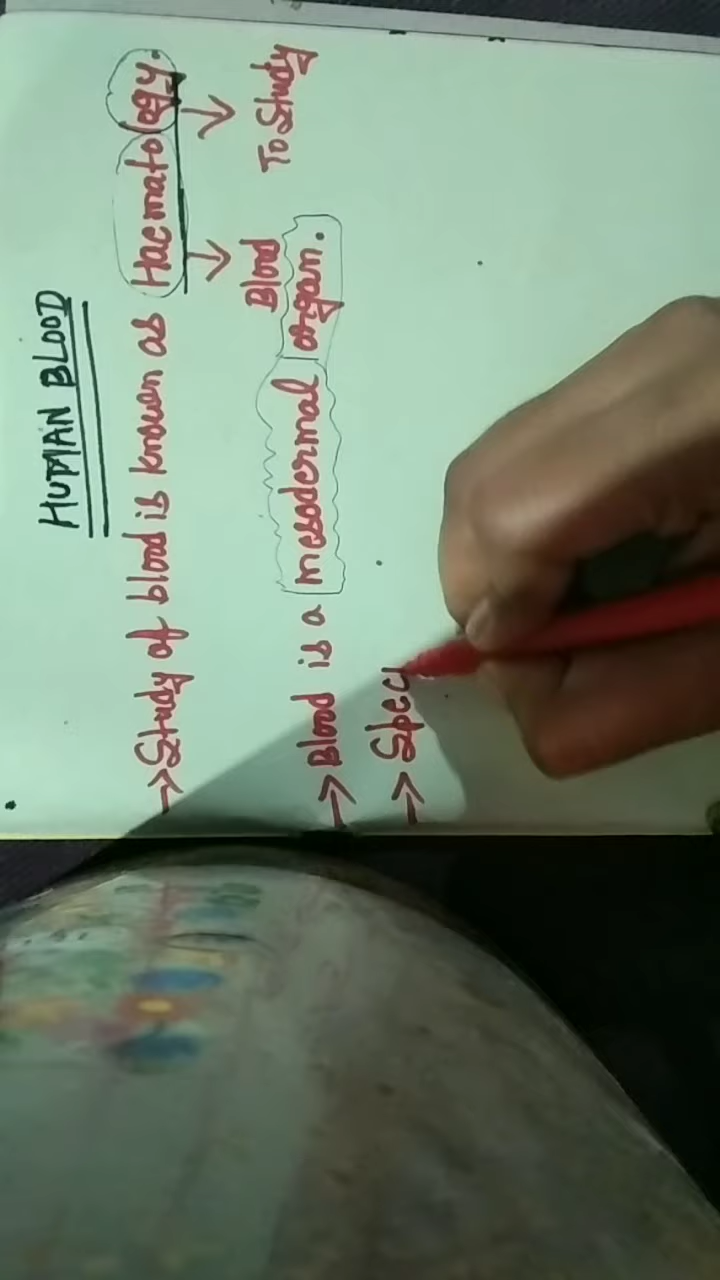 HUMAN BLOOD
→ Study of blood is known as Haematology.
Blood To Study
→ Blood is a mesodermal organ.
→ Spec